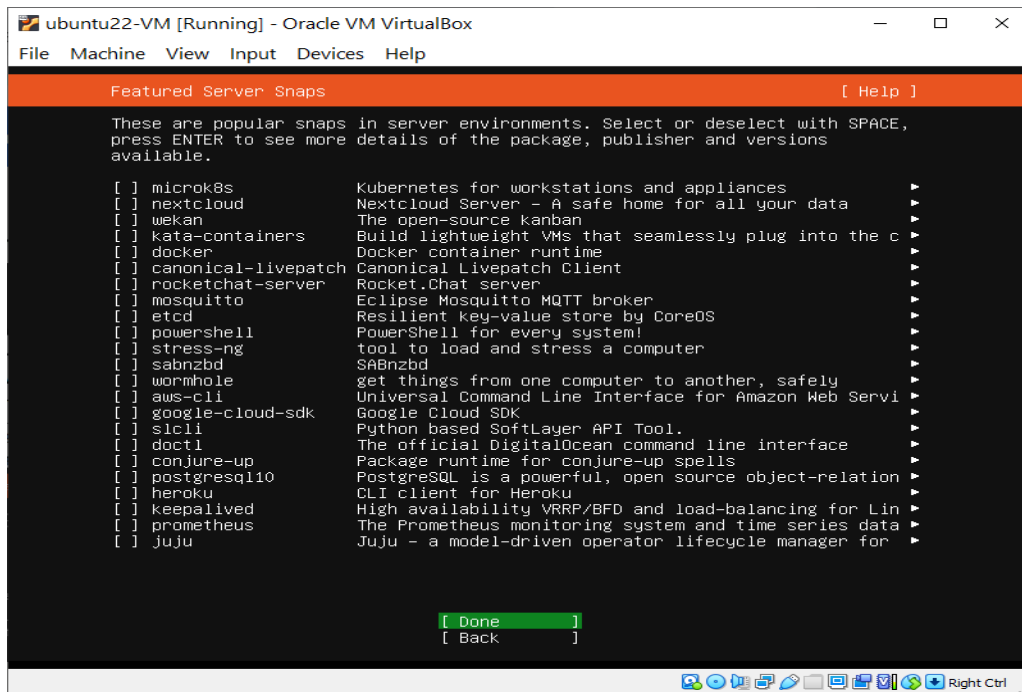 ubuntu22-VM [Running] - Oracle VM VirtualBox
File Machine View Input Devices Help
Featured Server Snaps [ Help ]
These are popular snaps in server environments. Select or deselect with SPACE,
press ENTER to see more details of the package, publisher and versions
available.
[ ] microk8s Kubernetes for workstations and appliances ►
[ ] nextcloud Nextcloud Server - A safe home for all your data ►
[ ] wekan The open-source kanban ►
[ ] kata-containers Build lightweight VMs that seamlessly plug into the c ►
[ ] docker Docker container runtime ►
[ ] canonical-livepatch Canonical Livepatch Client ►
[ ] rocketchat-server Rocket.Chat server ►
[ ] mosquitto Eclipse Mosquitto MQTT broker ►
[ ] etcd Resilient key-value store by CoreOS ►
[ ] powershell PowerShell for every system! ►
[ ] stress-ng tool to load and stress a computer ►
[ ] sabnzbd SABnzbd ►
[ ] wormhole get things from one computer to another, safely ►
[ ] aws-cli Universal Command Line Interface for Amazon Web Servi ►
[ ] google-cloud-sdk Google Cloud SDK ►
[ ] slcli Python based SoftLayer API Tool. ►
[ ] doctl The official DigitalOcean command line interface ►
[ ] conjure-up Package runtime for conjure-up spells ►
[ ] postgresql10 PostgreSQL is a powerful, open source object-relation ►
[ ] heroku CLI client for Heroku ►
[ ] keepalived High availability VRRP/BFD and load-balancing for Lin ►
[ ] prometheus The Prometheus monitoring system and time series data ►
[ ] juju Juju - a model-driven operator lifecycle manager for ►
[ Done ]
[ Back ]
Right Ctrl